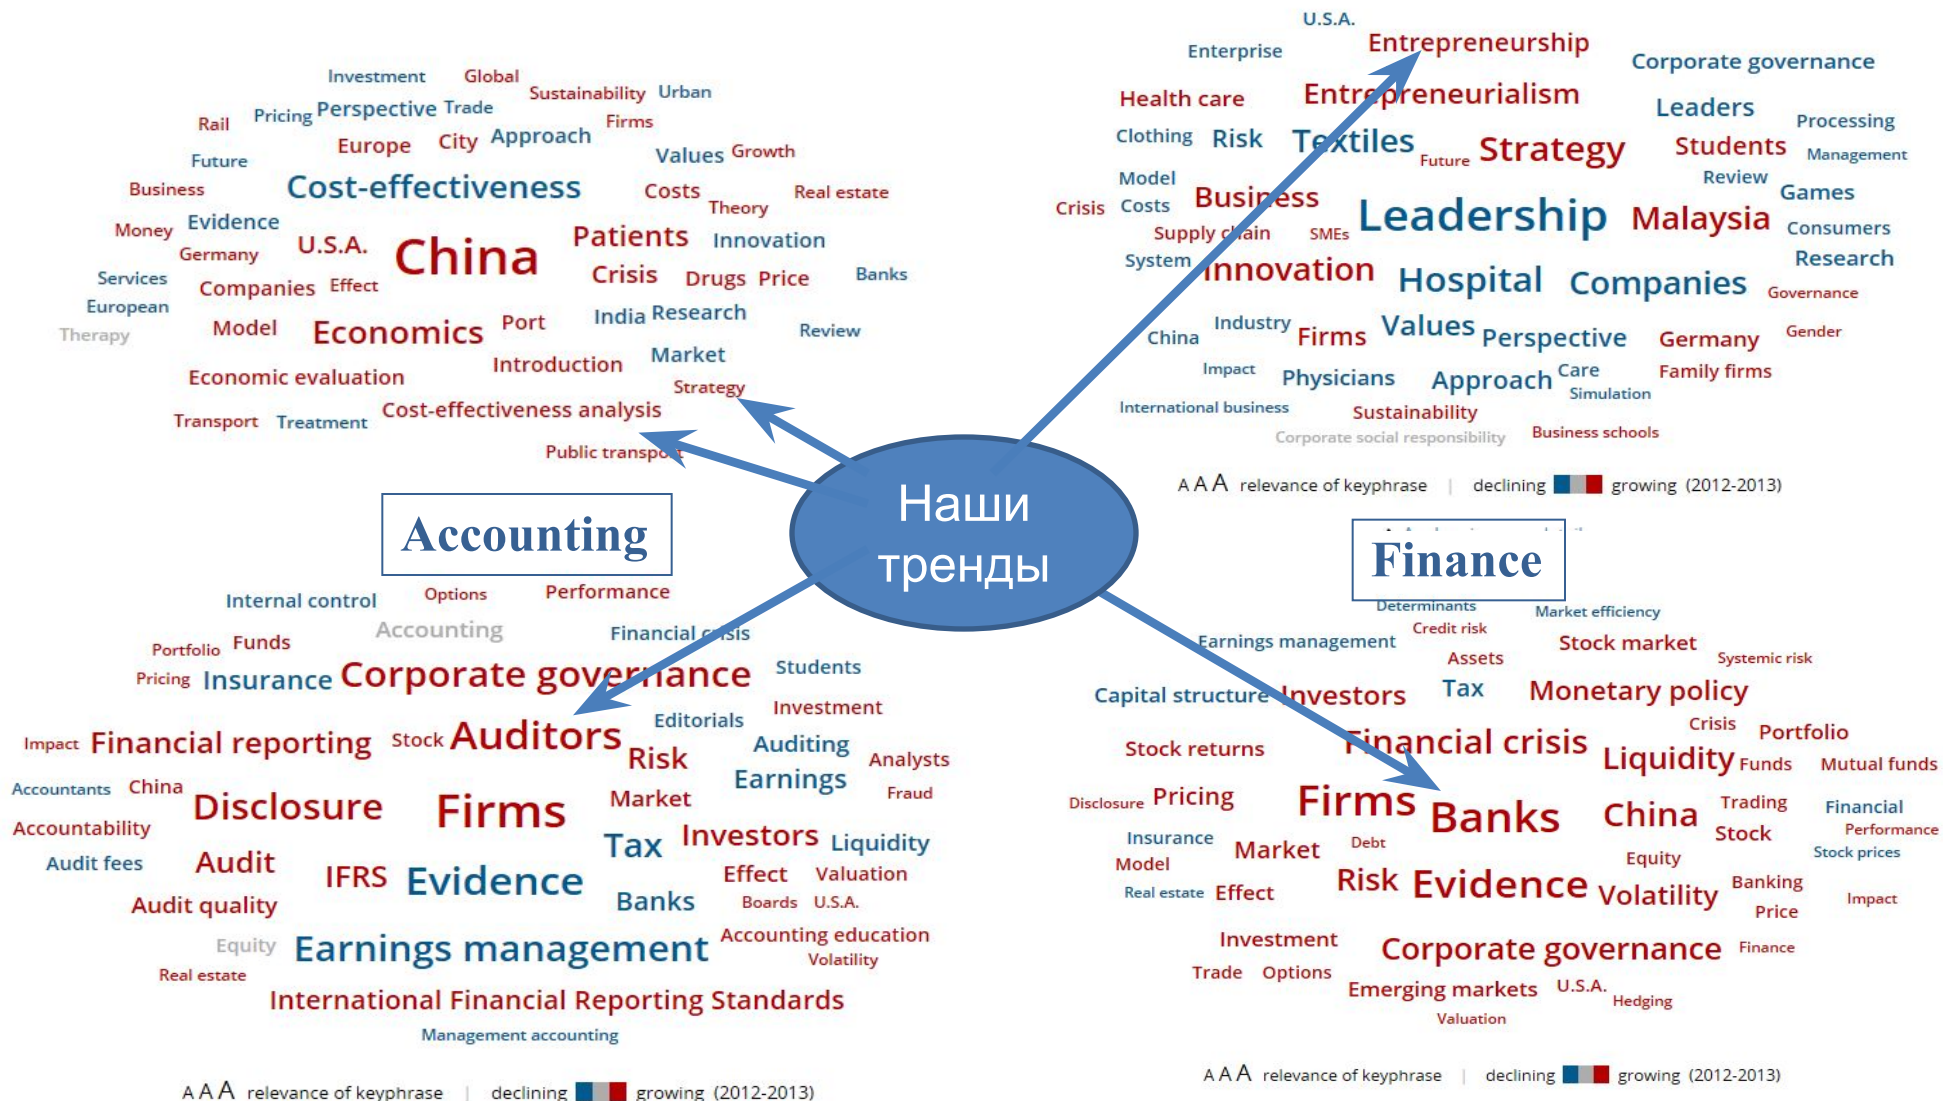 Investment Global
Sustainability Urban
Pricing Perspective Trade
Rail Firms
Europe City Approach
Future Values Growth
Business Cost-effectiveness Costs Real estate
Theory
Money Evidence
Germany U.S.A. China Patients Innovation
Services Companies Effect Crisis Drugs Price Banks
European
Therapy Model Economics Port India Research Review
Introduction Market
Economic evaluation Strategy
Transport Treatment Cost-effectiveness analysis
Public transport
U.S.A.
Enterprise Entrepreneurship Corporate governance
Health care Entrepreneurialism Leaders
Clothing Risk Textiles Future Strategy Students Processing
Management
Model Review
Crisis Costs Business Leadership Malaysia Games
Supply chain SMEs Consumers
System Innovation Hospital Companies Research
Governance
China Industry Firms Values Perspective Germany Gender
Impact Physicians Approach Care Family firms
Simulation
International business Sustainability
Corporate social responsibility Business schools
A A A relevance of keyphrase | declining growing (2012-2013)
Наши
тренды
Accounting
Internal control Options Performance
Accounting Financial crisis
Portfolio Funds
Pricing Insurance Corporate governance Students
Editorials Investment
Impact Financial reporting Stock Auditors Risk Auditing Analysts
Accountants China Disclosure Firms Market Earnings Fraud
Accountability Tax Investors Liquidity
Audit fees Audit IFRS Evidence Effect Valuation
Audit quality Banks Boards U.S.A.
Equity Earnings management Accounting education
Volatility
Real estate
International Financial Reporting Standards
Management accounting
A A A relevance of keyphrase | declining growing (2012-2013)
Finance
Determinants Market efficiency
Earnings management Credit risk Stock market
Assets Systemic risk
Capital structure Investors Tax Monetary policy
Crisis Portfolio
Stock returns Financial crisis Liquidity Funds Mutual funds
Disclosure Pricing Firms Banks China Trading Financial
Insurance Stock Performance
Model Market Debt Equity Stock prices
Real estate Effect Risk Evidence Volatility Banking Impact
Price
Investment Corporate governance Finance
Trade Options
Emerging markets U.S.A. Hedging
Valuation
A A A relevance of keyphrase | declining growing (2012-2013)